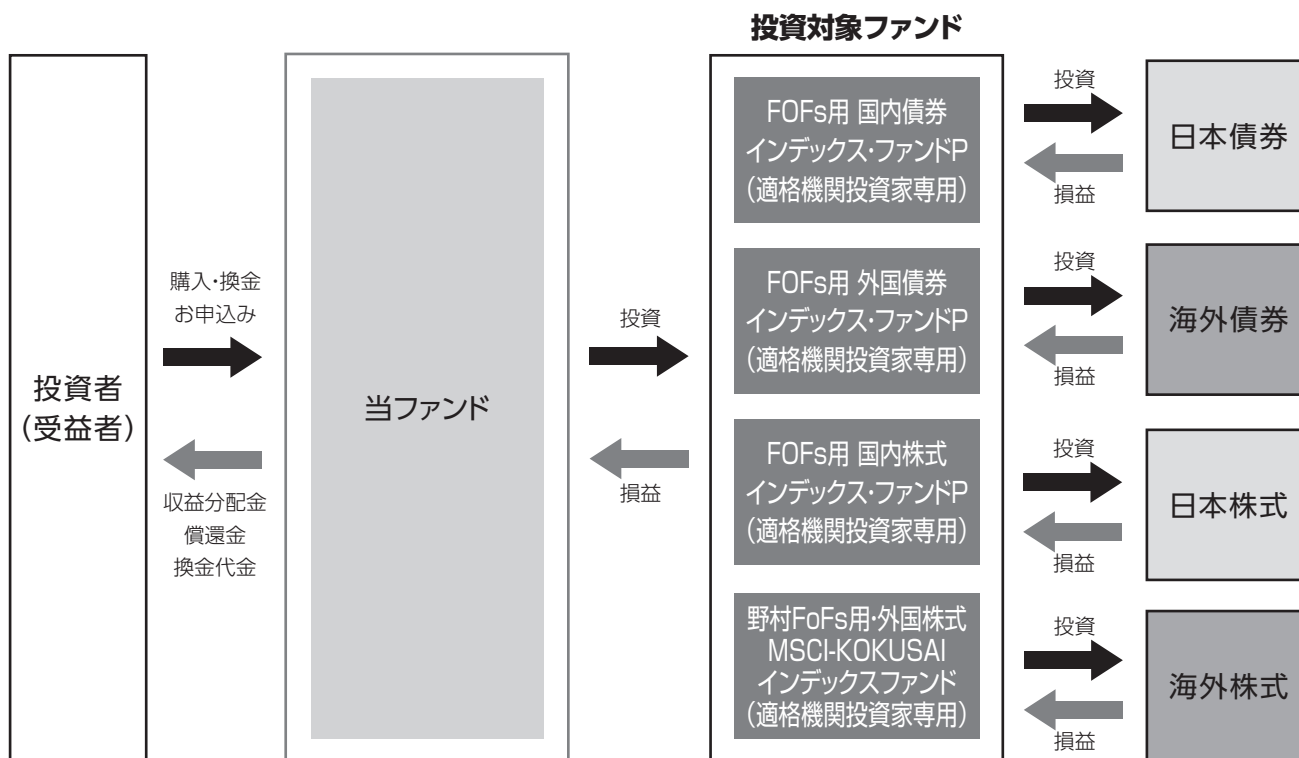 投資対象ファンド
投資者
（受益者）
購入・換金
お申込み
収益分配金
償還金
換金代金
当ファンド
投資
損益
FOFs用 国内債券
インデックス・ファンドP
（適格機関投資家専用）
投資
損益
日本債券
FOFs用 外国債券
インデックス・ファンドP
（適格機関投資家専用）
投資
損益
海外債券
FOFs用 国内株式
インデックス・ファンドP
（適格機関投資家専用）
投資
損益
日本株式
野村FoFs用・外国株式
MSCI-KOKUSAI
インデックスファンド
（適格機関投資家専用）
投資
損益
海外株式